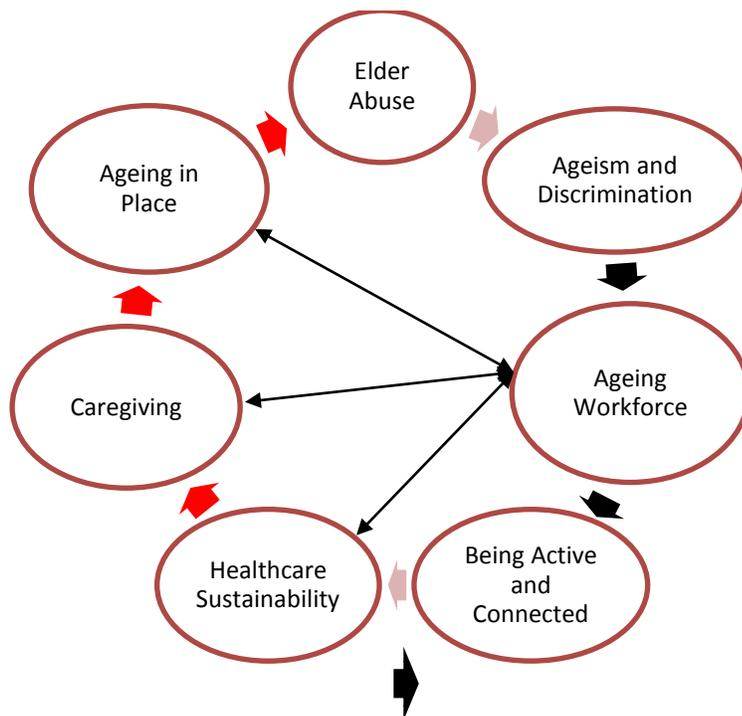 Elder
Abuse
Ageism and
Discrimination
Ageing in
Place
Ageing
Workforce
Caregiving
Being Active
and
Connected
Healthcare
Sustainability